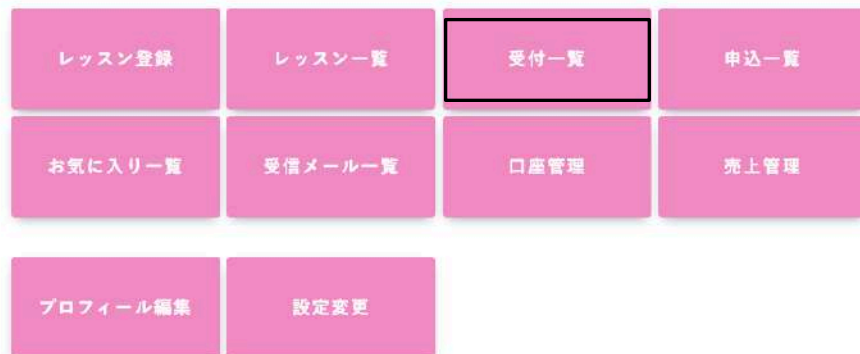 レッスン登録
レッスン一覧
受付一覧
申込一覧
お気に入り一覧
受信メール一覧
口座管理
売上管理
プロフィール編集
設定変更